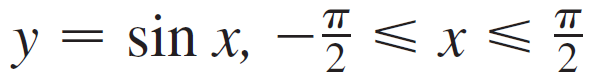 y = sin x, −π/2 ⩽ x ⩽ π/2